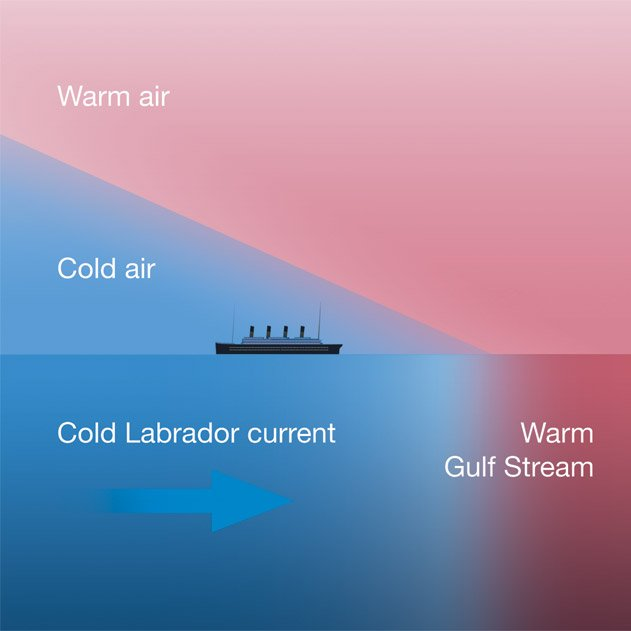 Warm air
Cold air
Cold Labrador current
Warm
Gulf Stream